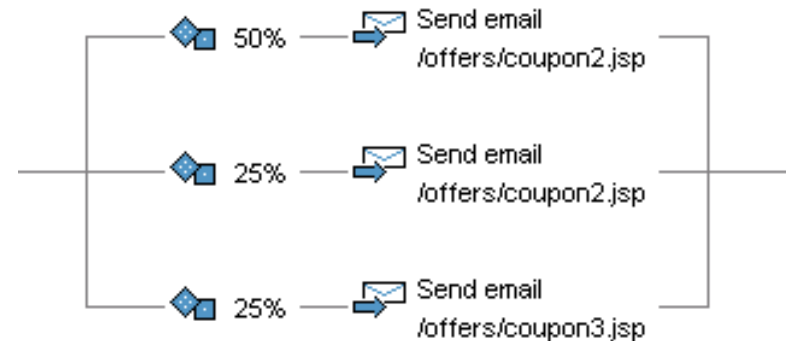 50%
Send email
/offers/coupon2.jsp
25%
Send email
/offers/coupon2.jsp
25%
Send email
/offers/coupon3.jsp